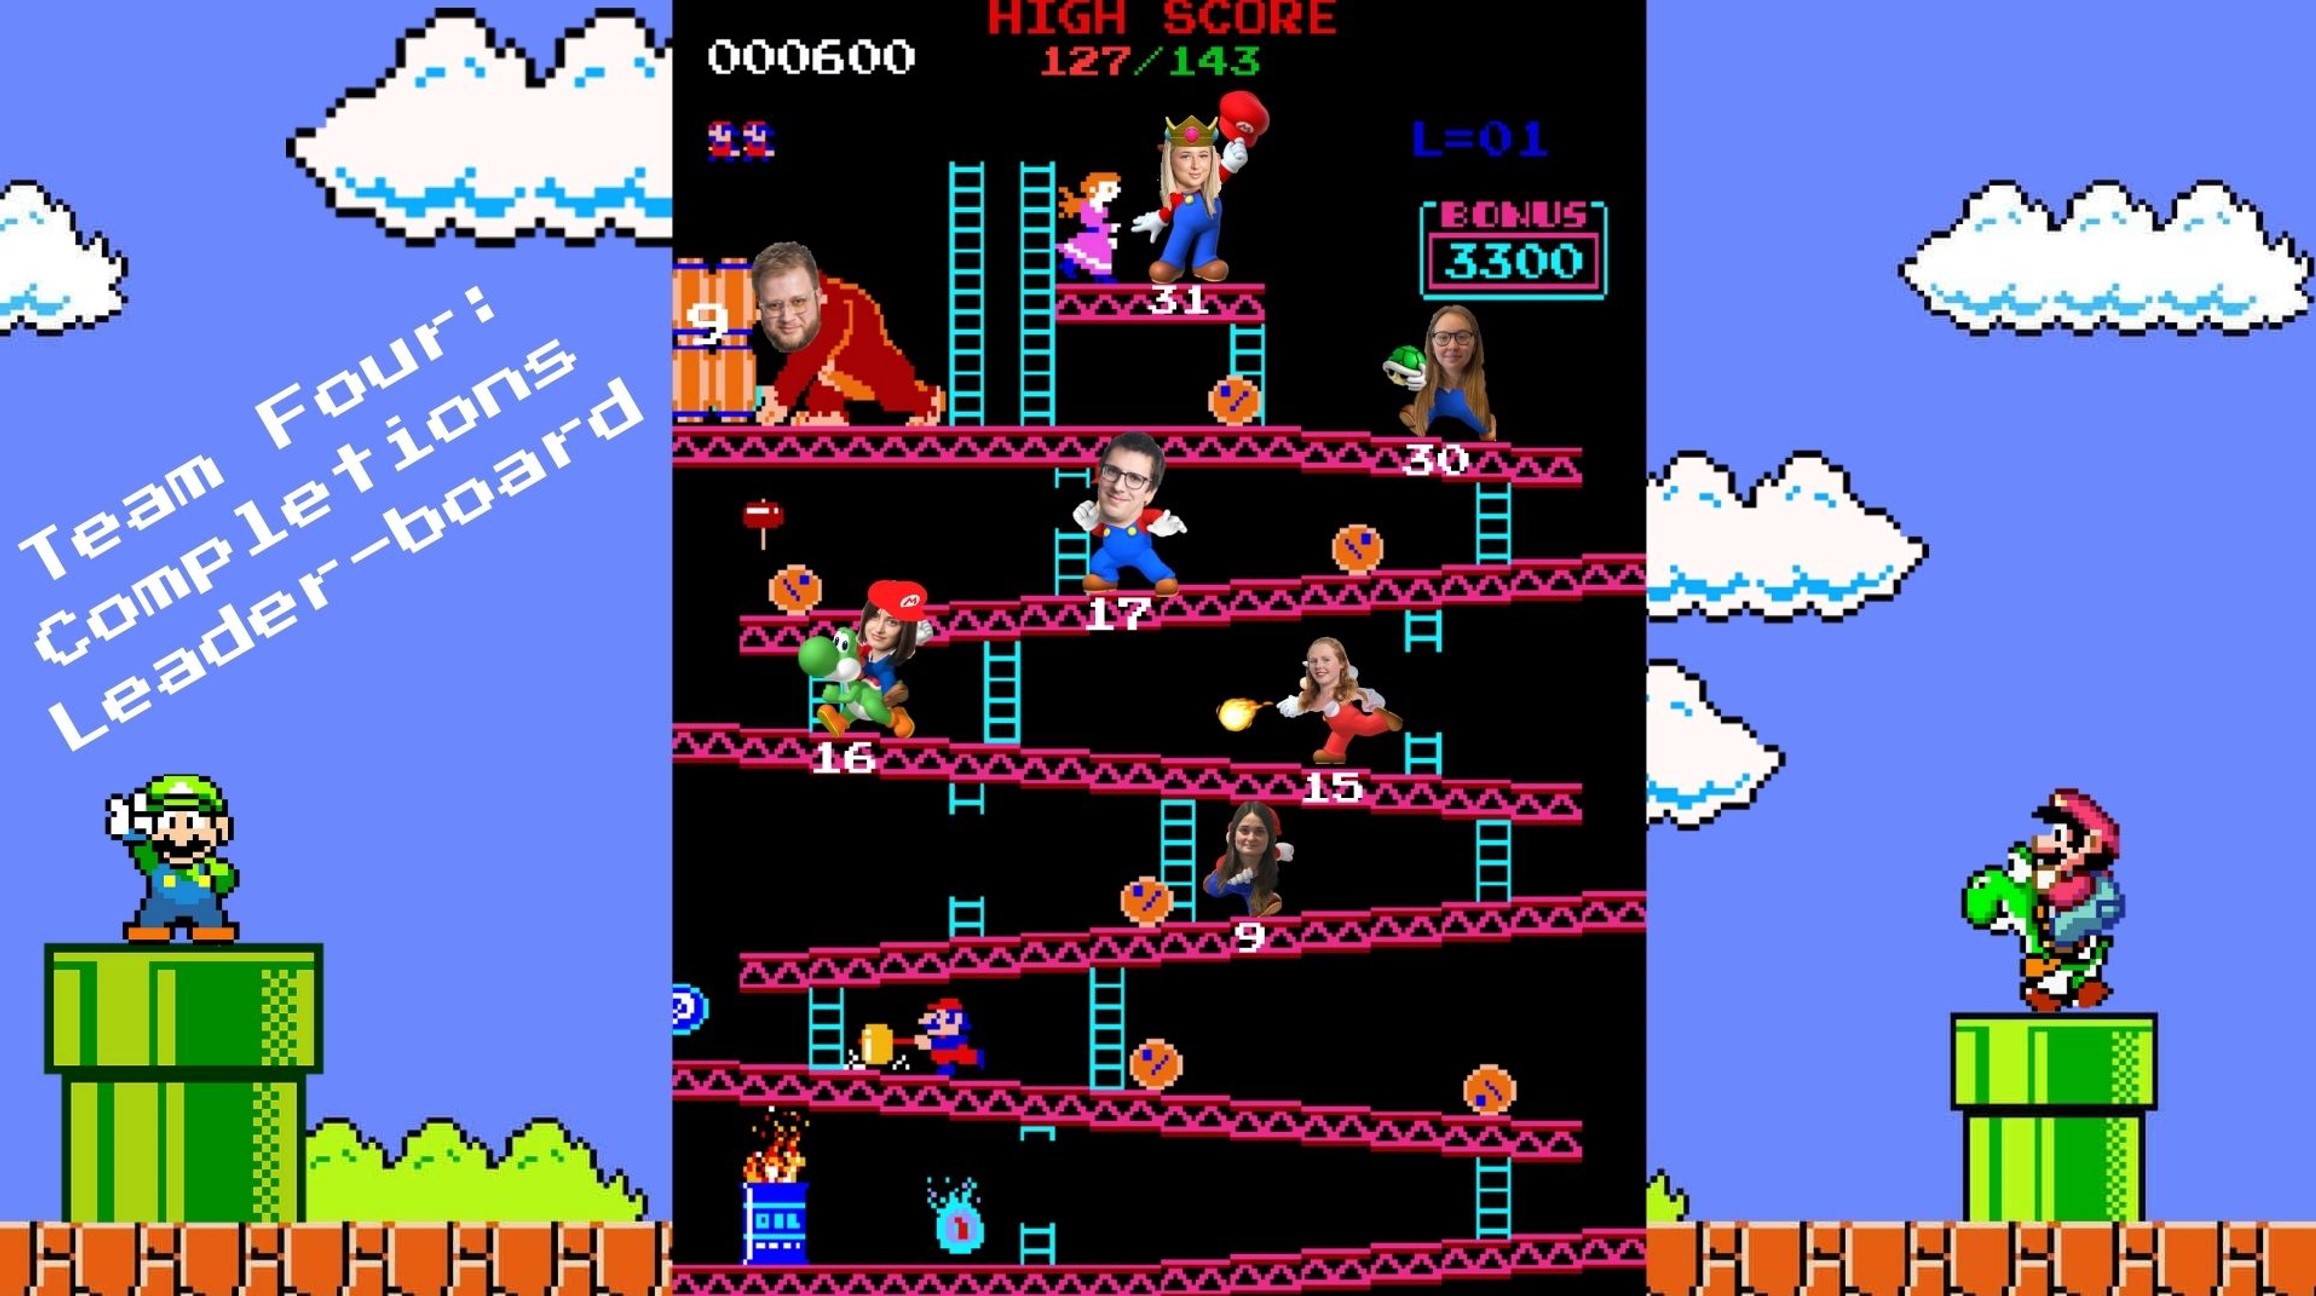 HIGH SCORE
000600
127/143
L=01
BONUS
3300
31
9
30
Team Four:
Completions
Leader-board
17
16
15
9
OIL